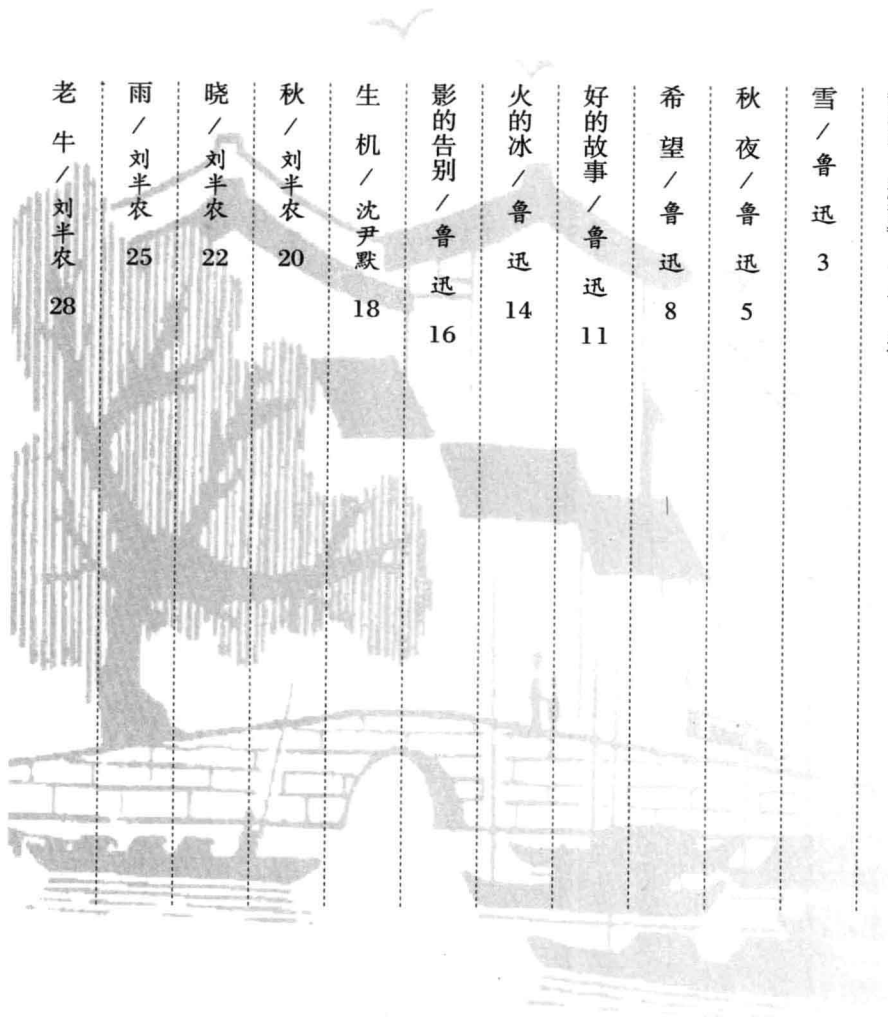 雪/鲁迅 3
秋夜/鲁迅 5
希望/鲁迅 8
好的故事/鲁迅 11
火的冰/鲁迅 14
影的告别/鲁迅 16
生机/沈尹默 18
秋/刘半农 20
晓/刘半农 22
雨/刘半农 25
老牛/刘半农 28